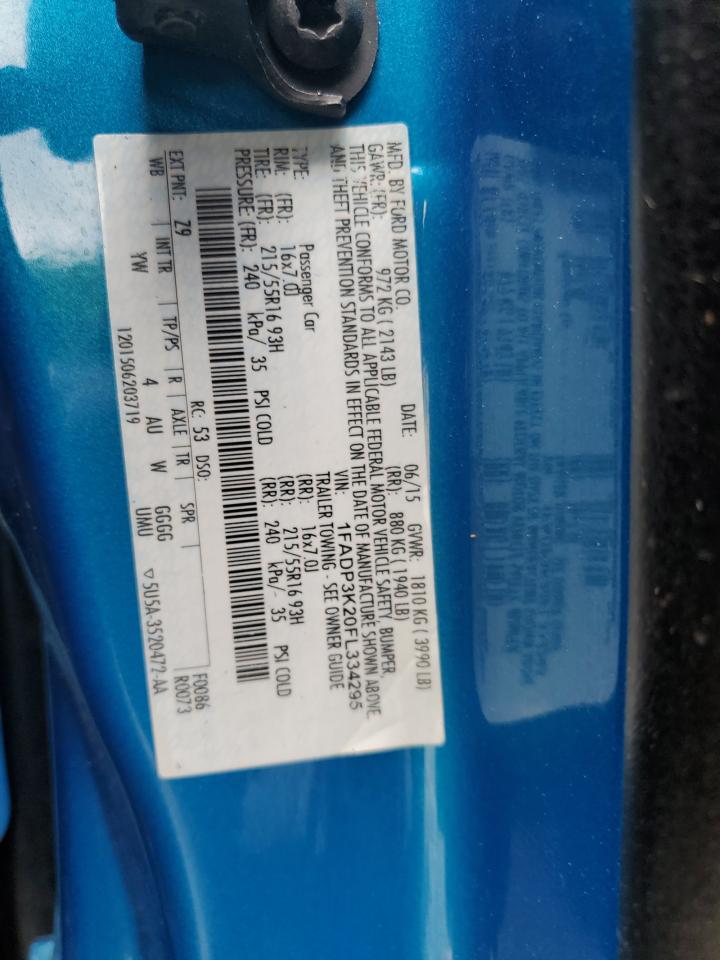 MFD. BY FORD MOTOR CO.
DATE: 06/15 GVWR: 1810 KG ( 3990 LB)
GAWR:(FR): 972 KG ( 2143 LB) (RR): 880 KG ( 1940 LB)
THIS VEHICLE CONFORMS TO ALL APPLICABLE FEDERAL MOTOR VEHICLE SAFETY, BUMPER,
AND THEFT PREVENTION STANDARDS IN EFFECT ON THE DATE OF MANUFACTURE SHOWN ABOVE.
VIN: 1FADP3K20FL334295
TYPE: Passenger Car TRAILER TOWING - SEE OWNER GUIDE
RIM: (FR): 16x7.0J (RR): 16x7.0J
TIRE: (FR): 215/55R16 93H (RR): 215/55R16 93H
PRESSURE: (FR): 240 kPa/ 35 PSI COLD (RR): 240 kPa/- 35 PSI COLD
F0086
EXT PNT: Z9 RC: 53 DSO: R0073
WB INT TR TP/PS R AXLE TR SPR
YW 4 AU W GGGG ▽5U5A-3520472-AA
UMU
1201506203719